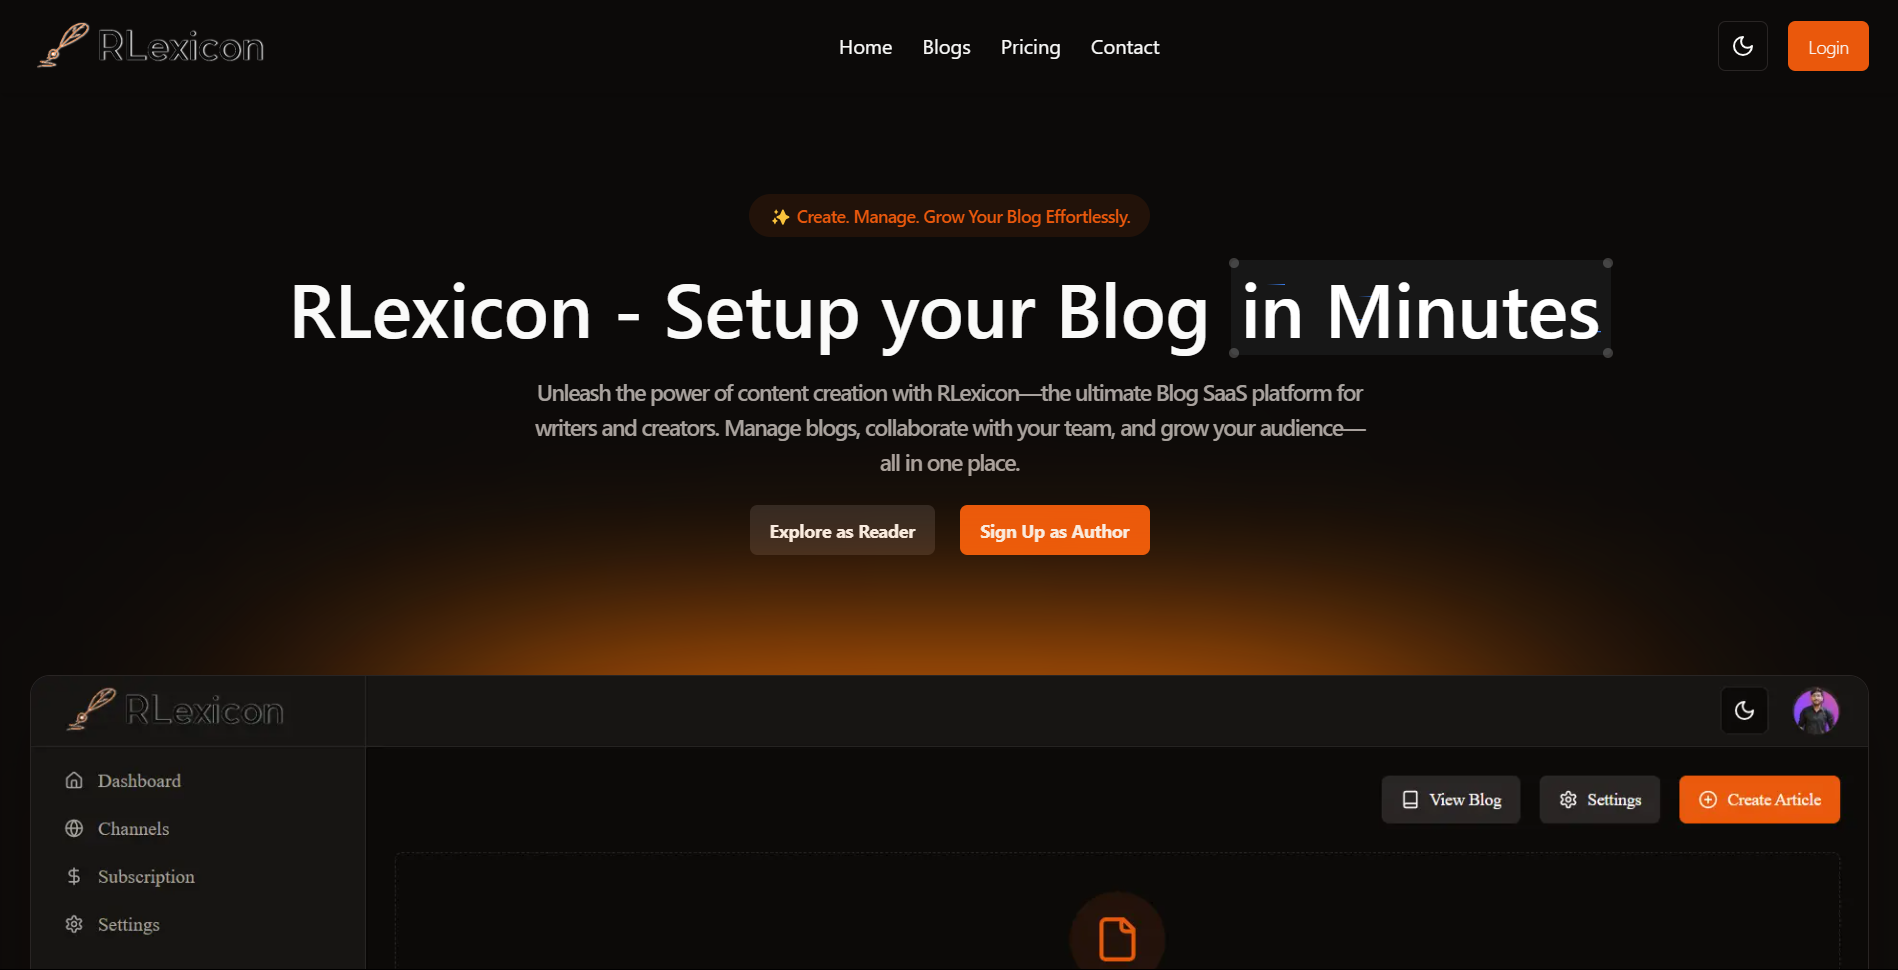 RLexicon
Home
Blogs
Pricing
Contact
Login
✨ Create. Manage. Grow Your Blog Effortlessly.
RLexicon - Setup your Blog in Minutes
Unleash the power of content creation with RLexicon—the ultimate Blog SaaS platform for
writers and creators. Manage blogs, collaborate with your team, and grow your audience—
all in one place.
Explore as Reader
Sign Up as Author
RLexicon
Dashboard
Channels
Subscription
Settings
View Blog
Settings
Create Article